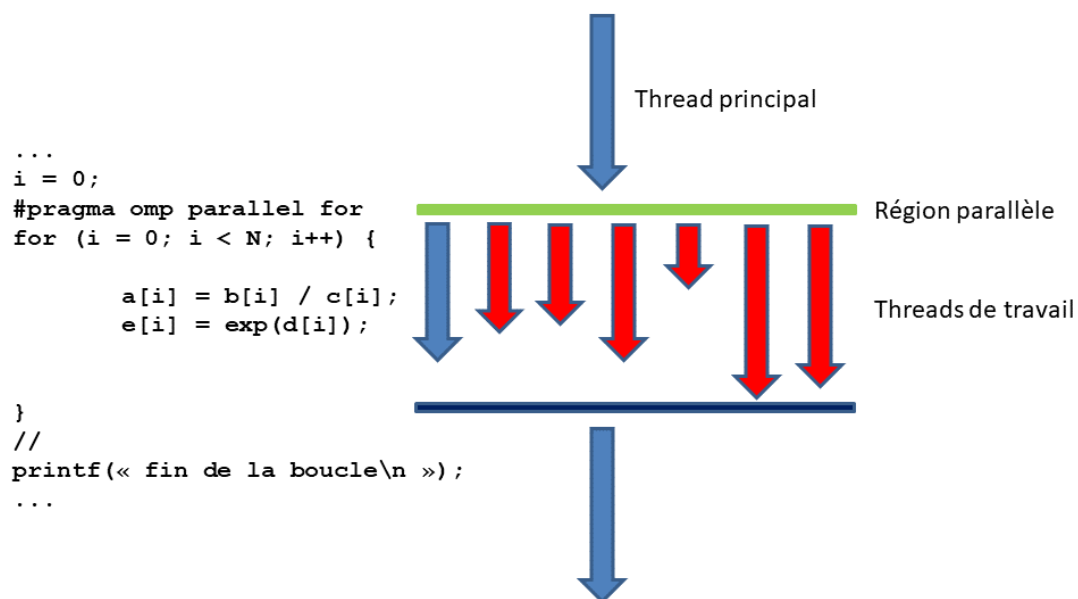 ...
i = 0;
#pragma omp parallel for
for (i = 0; i < N; i++) {
a[i] = b[i] / c[i];
e[i] = exp(d[i]);
}
//
printf(« fin de la boucle\n »);
...
Thread principal
Région parallèle
Threads de travail